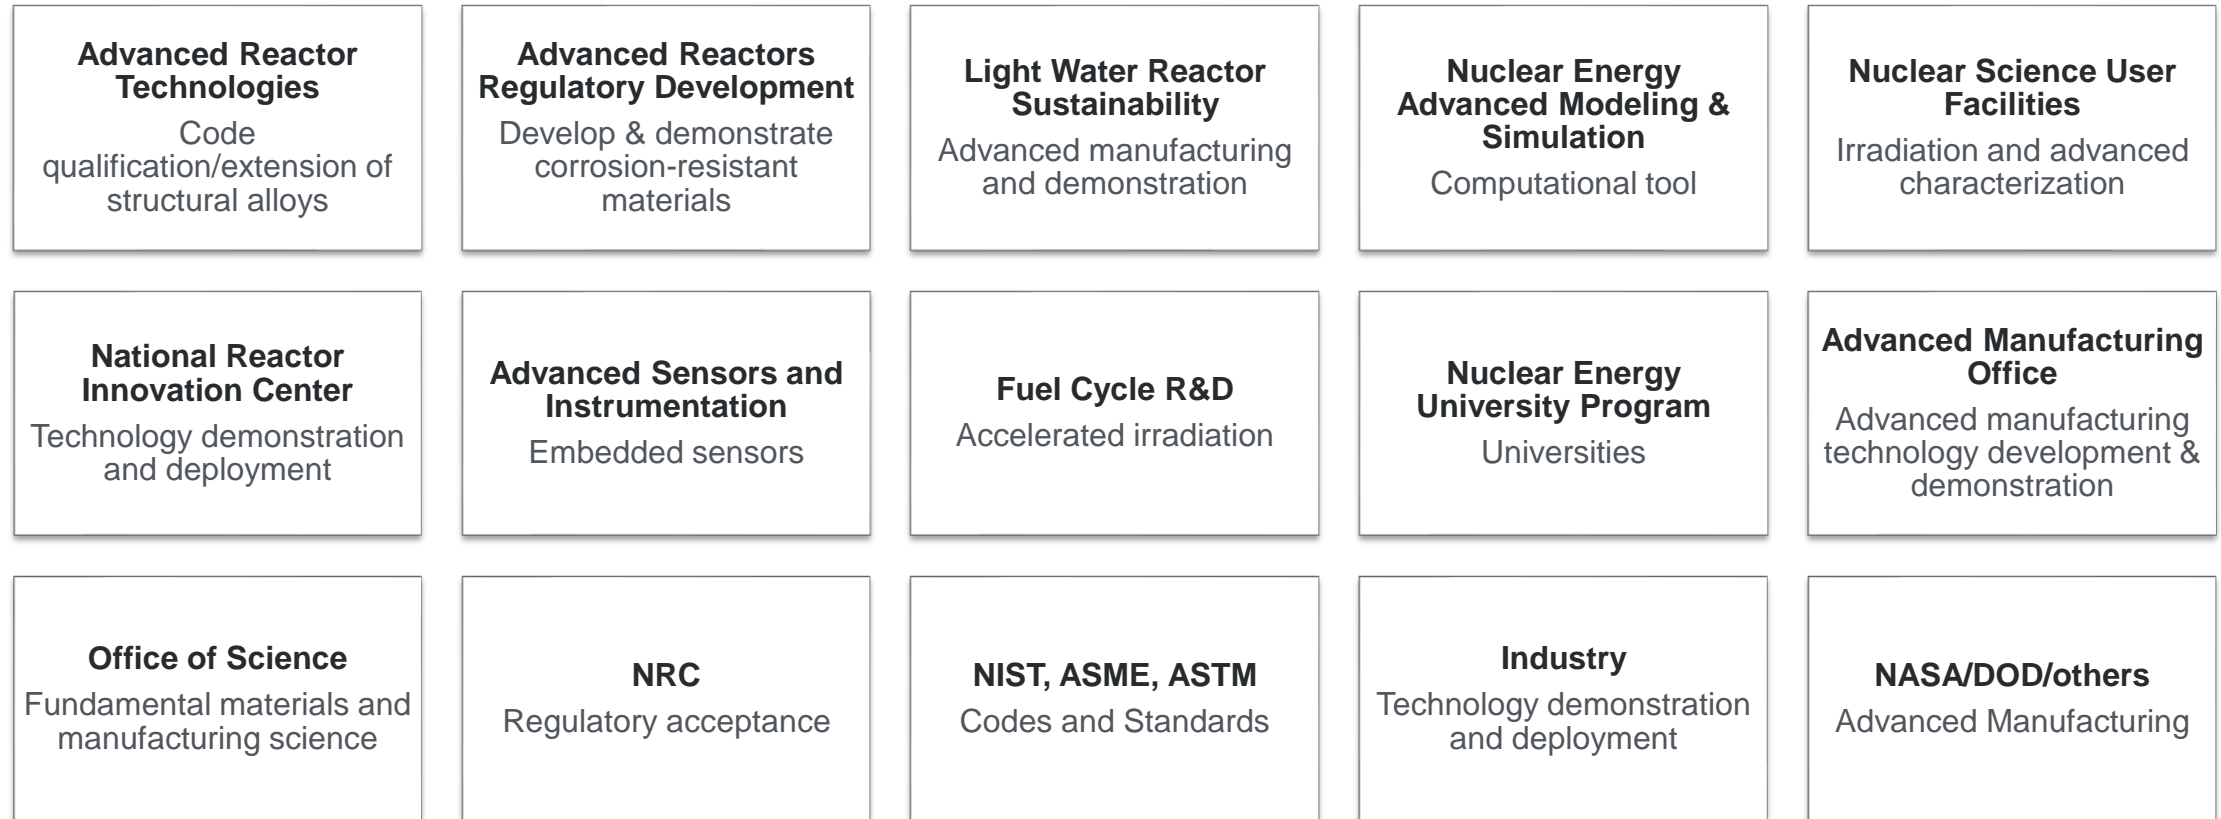 Advanced Reactor
Technologies
Code
qualification/extension of
structural alloys
Advanced Reactors
Regulatory Development
Develop & demonstrate
corrosion-resistant
materials
Light Water Reactor
Sustainability
Advanced manufacturing
and demonstration
Nuclear Energy
Advanced Modeling &
Simulation
Computational tool
Nuclear Science User
Facilities
Irradiation and advanced
characterization
National Reactor
Innovation Center
Technology demonstration
and deployment
Advanced Sensors and
Instrumentation
Embedded sensors
Fuel Cycle R&D
Accelerated irradiation
Nuclear Energy
University Program
Universities
Advanced Manufacturing
Office
Advanced manufacturing
technology development &
demonstration
Office of Science
Fundamental materials and
manufacturing science
NRC
Regulatory acceptance
NIST, ASME, ASTM
Codes and Standards
Industry
Technology demonstration
and deployment
NASA/DOD/others
Advanced Manufacturing